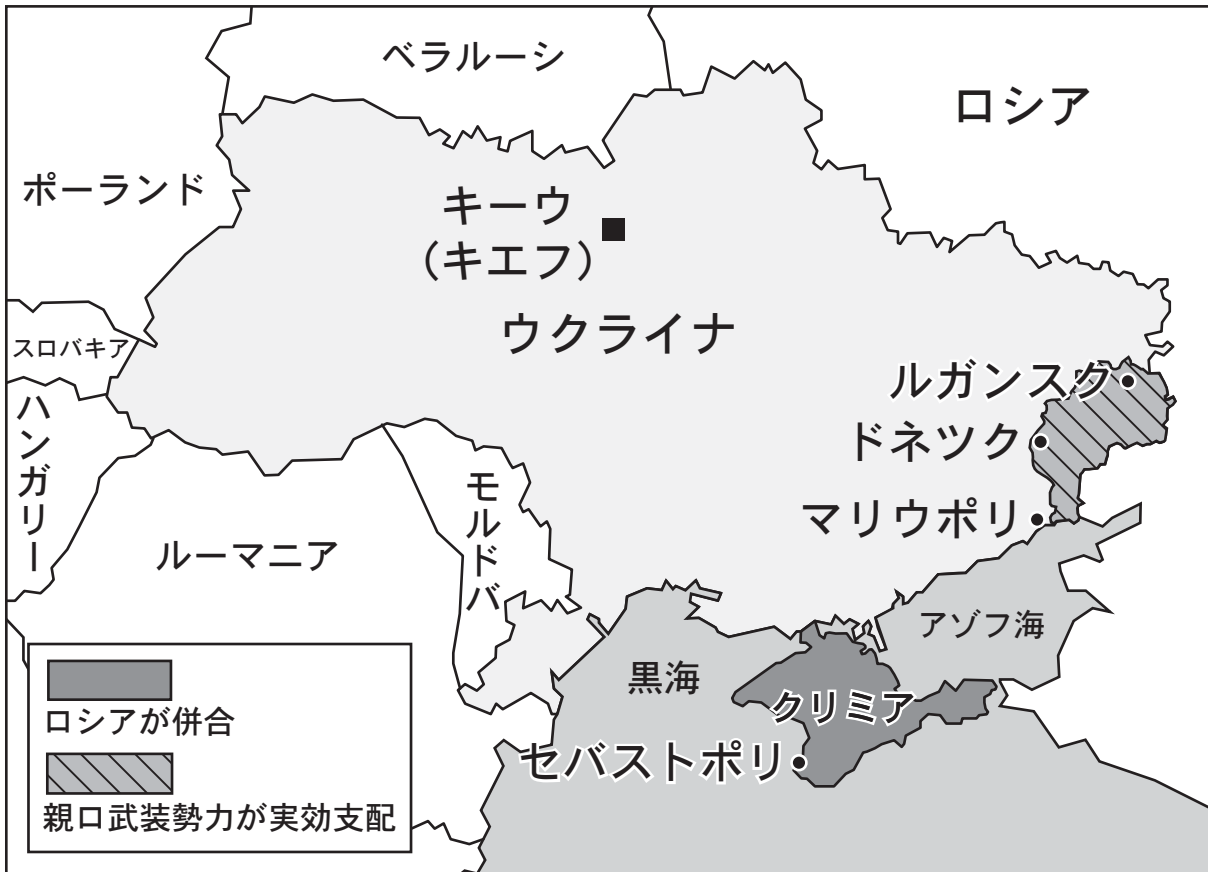 ベラルーシ
ロシア
ポーランド
キーウ
(キエフ)
ウクライナ
スロバキア
ルガンスク
ハンガリー
ドネツク
モルドバ
マリウポリ
ルーマニア
アゾフ海
黒海
クリミア
ロシアが併合
セバストポリ
親ロ武装勢力が実効支配